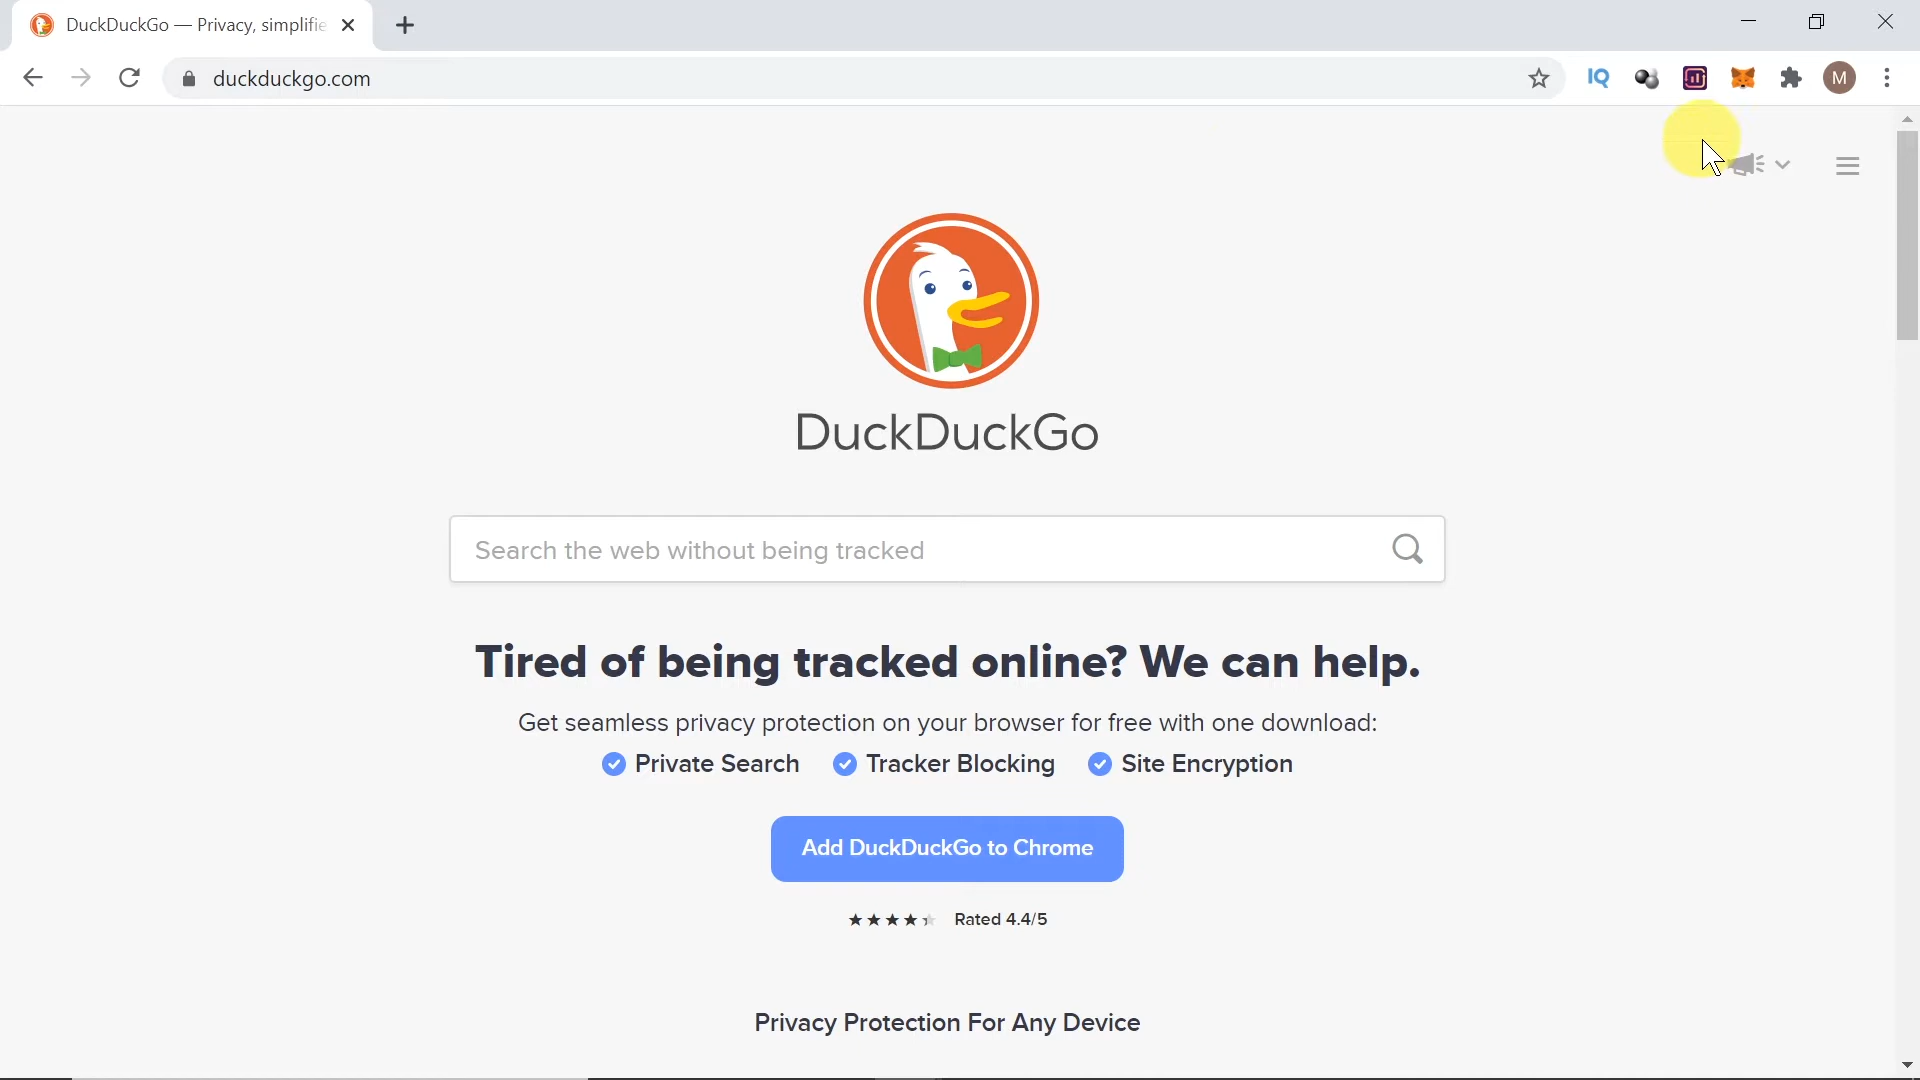 DuckDuckGo — Privacy, simplifie
duckduckgo.com
IQ
M
DuckDuckGo
Search the web without being tracked
Tired of being tracked online? We can help.
Get seamless privacy protection on your browser for free with one download:
Private Search Tracker Blocking Site Encryption
Add DuckDuckGo to Chrome
Rated 4.4/5
Privacy Protection For Any Device